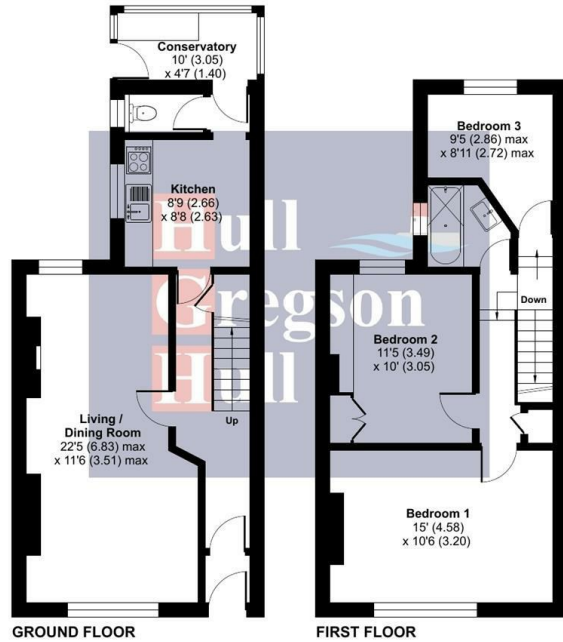 Conservatory
10' (3.05)
x 4'7 (1.40)
Kitchen
8'9 (2.66)
x 8'8 (2.63)
Living /
Dining Room
22'5 (6.83) max
x 11'6 (3.51) max
Up
GROUND FLOOR
Bedroom 3
9'5 (2.86) max
x 8'11 (2.72) max
Down
Bedroom 2
11'5 (3.49)
x 10' (3.05)
Bedroom 1
15' (4.58)
x 10'6 (3.20)
FIRST FLOOR
Hull
Gregson
Hull